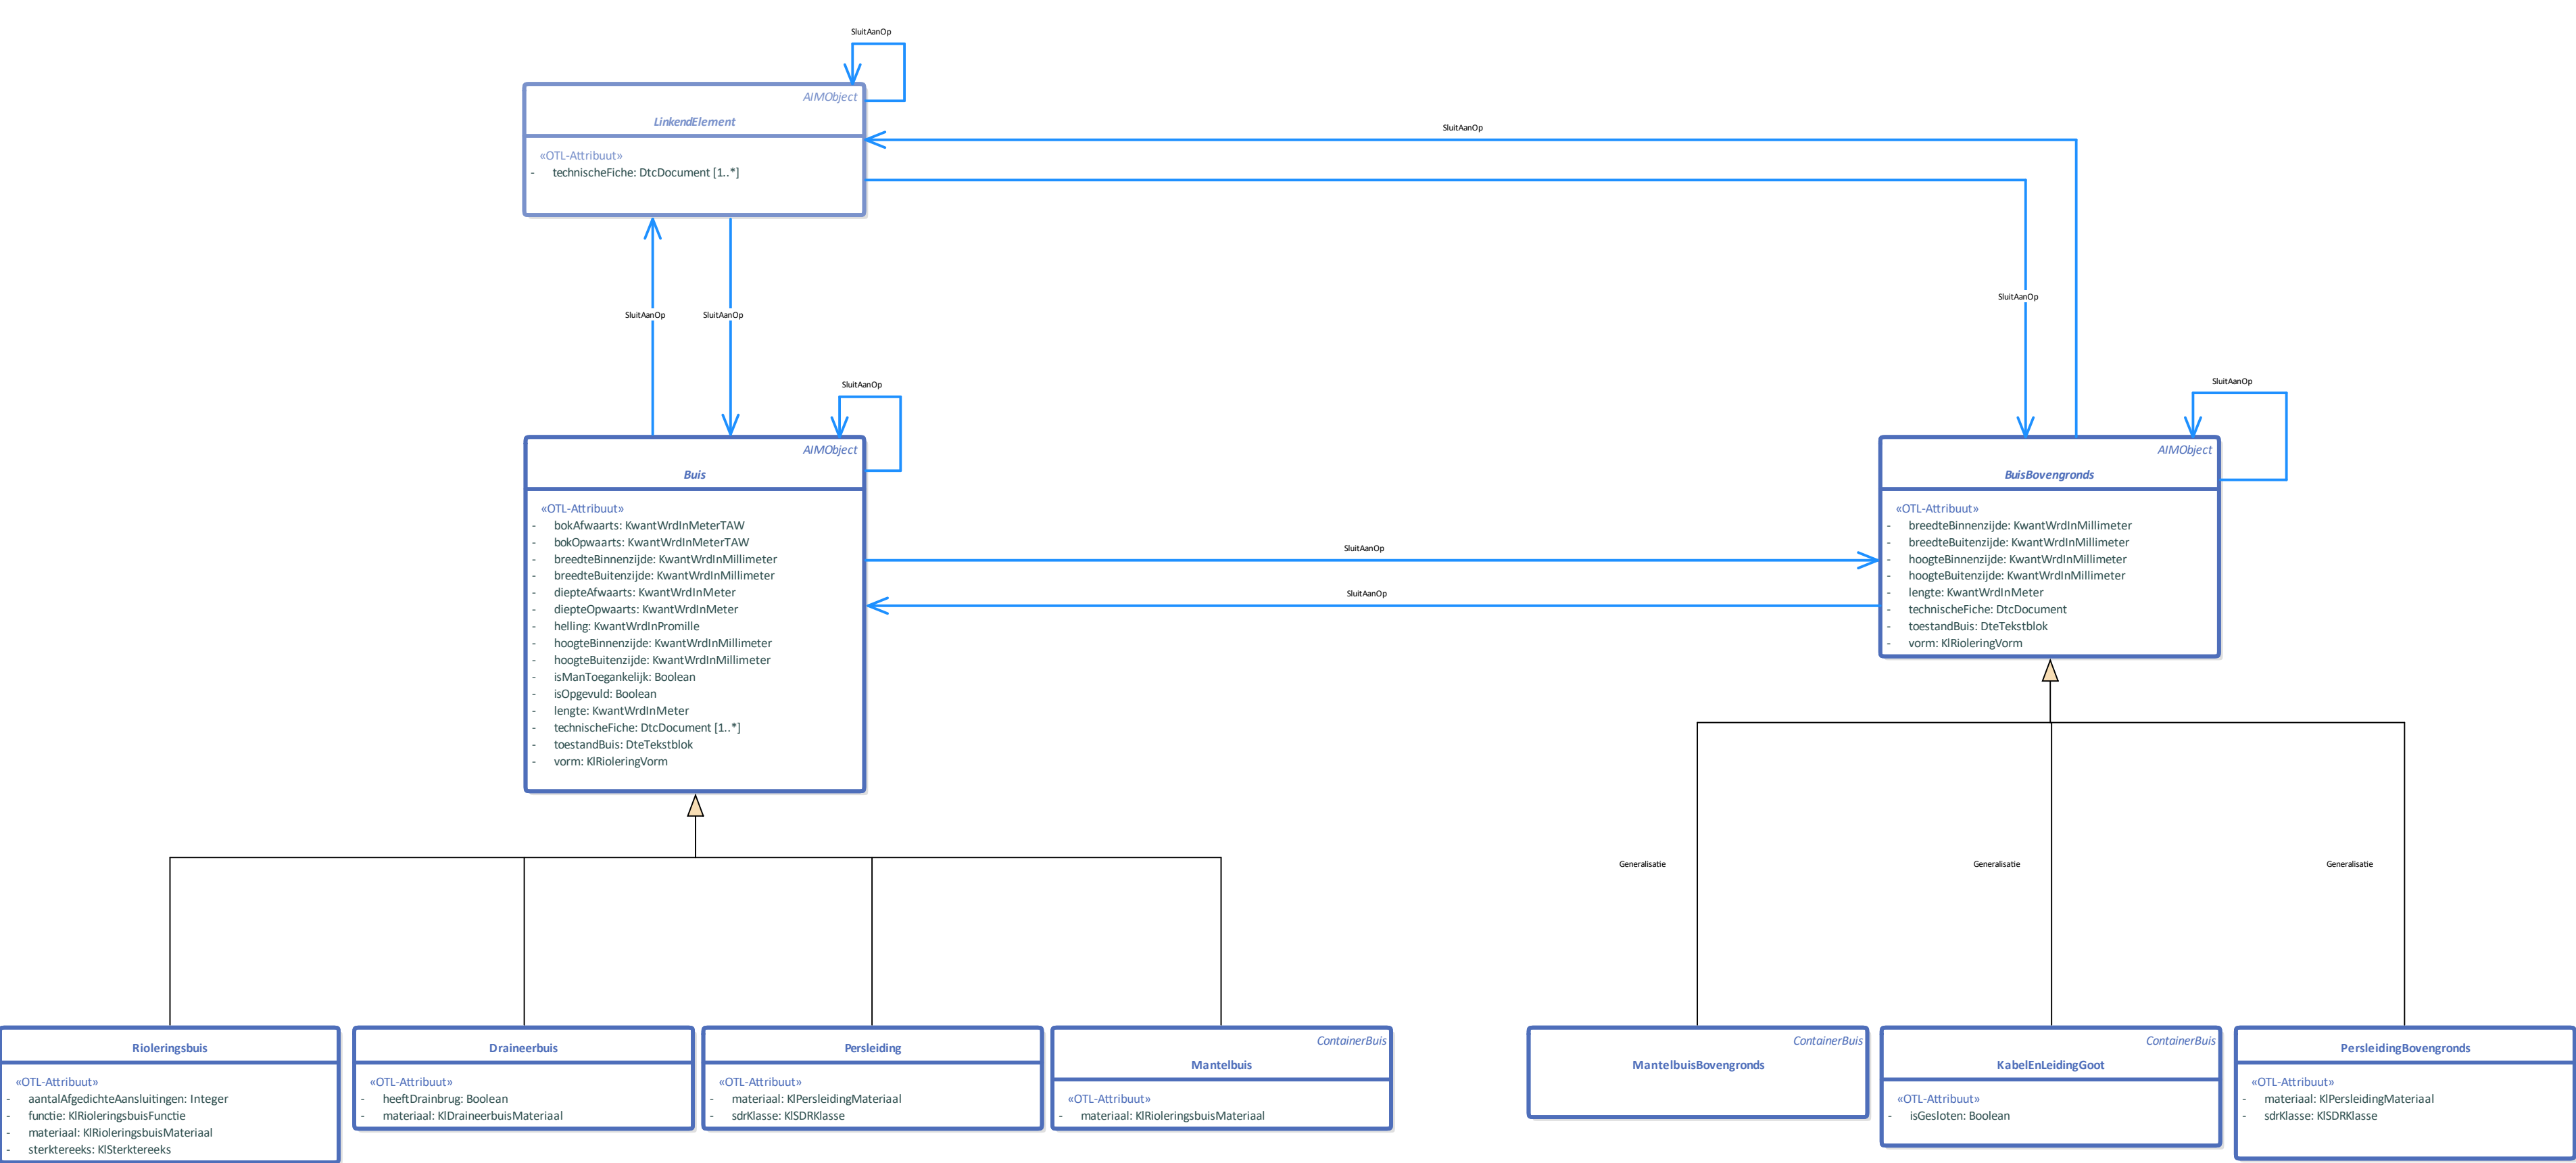 SluitAanOp
AIMObject
LinkendElement
«OTL-Attribuut»
- technischeFiche: DtcDocument [1..*]
SluitAanOp
SluitAanOp
SluitAanOp
SluitAanOp
SluitAanOp
AIMObject
Buis
«OTL-Attribuut»
- bokAfwaarts: KwantWrdInMeterTAW
- bokOpwaarts: KwantWrdInMeterTAW
- breedteBinnenzijde: KwantWrdInMillimeter
- breedteBuitenzijde: KwantWrdInMillimeter
- diepteAfwaarts: KwantWrdInMeter
- diepteOpwaarts: KwantWrdInMeter
- helling: KwantWrdInPromille
- hoogteBinnenzijde: KwantWrdInMillimeter
- hoogteBuitenzijde: KwantWrdInMillimeter
- isManToegankelijk: Boolean
- isOpgevuld: Boolean
- lengte: KwantWrdInMeter
- technischeFiche: DtcDocument [1..*]
- toestandBuis: DteTekstblok
- vorm: KlRioleringVorm
SluitAanOp
SluitAanOp
SluitAanOp
AIMObject
BuisBovengronds
«OTL-Attribuut»
- breedteBinnenzijde: KwantWrdInMillimeter
- breedteBuitenzijde: KwantWrdInMillimeter
- hoogteBinnenzijde: KwantWrdInMillimeter
- hoogteBuitenzijde: KwantWrdInMillimeter
- lengte: KwantWrdInMeter
- technischeFiche: DtcDocument
- toestandBuis: DteTekstblok
- vorm: KlRioleringVorm
Generalisatie
Generalisatie
Generalisatie
Rioleringsbuis
«OTL-Attribuut»
- aantalAfgedichteAansluitingen: Integer
- functie: KlRioleringsbuisFunctie
- materiaal: KlRioleringsbuisMateriaal
- sterktereeks: KlSterktereeks
Draineerbuis
«OTL-Attribuut»
- heeftDrainbrug: Boolean
- materiaal: KlDraineerbuisMateriaal
Persleiding
«OTL-Attribuut»
- materiaal: KlPersleidingMateriaal
- sdrKlasse: KlSDRKlasse
ContainerBuis
Mantelbuis
«OTL-Attribuut»
- materiaal: KlRioleringsbuisMateriaal
ContainerBuis
MantelbuisBovengronds
ContainerBuis
KabelEnLeidingGoot
«OTL-Attribuut»
- isGesloten: Boolean
PersleidingBovengronds
«OTL-Attribuut»
- materiaal: KlPersleidingMateriaal
- sdrKlasse: KlSDRKlasse